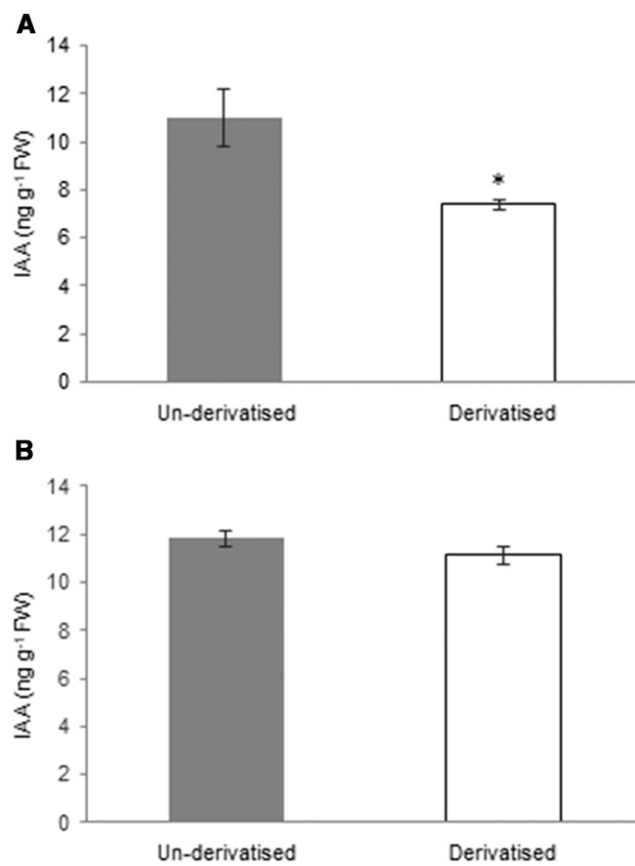 A
14
12
10
8
6
4
2
0
IAA (ng g⁻¹ FW)
*
Un-derivatised Derivatised
B
14
12
10
8
6
4
2
0
IAA (ng g⁻¹ FW)
Un-derivatised Derivatised